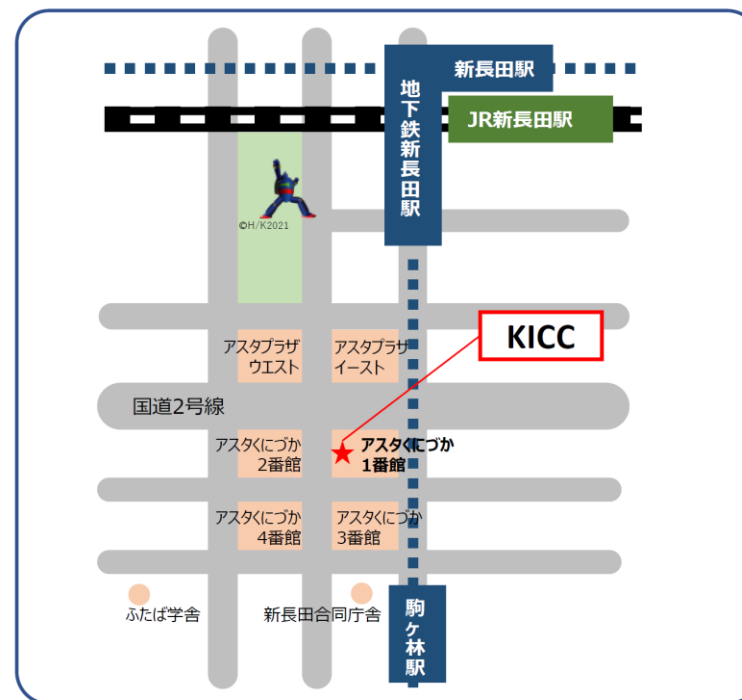 新長田駅
JR新長田駅
地下鉄新長田駅
©H/K2021
KICC
アスタプラザ
ウエスト
アスタプラザ
イースト
国道2号線
アスタくにづか
2番館
アスタくにづか
1番館
アスタくにづか
4番館
アスタくにづか
3番館
ふたば学舎
新長田合同庁舎
駒ヶ林駅